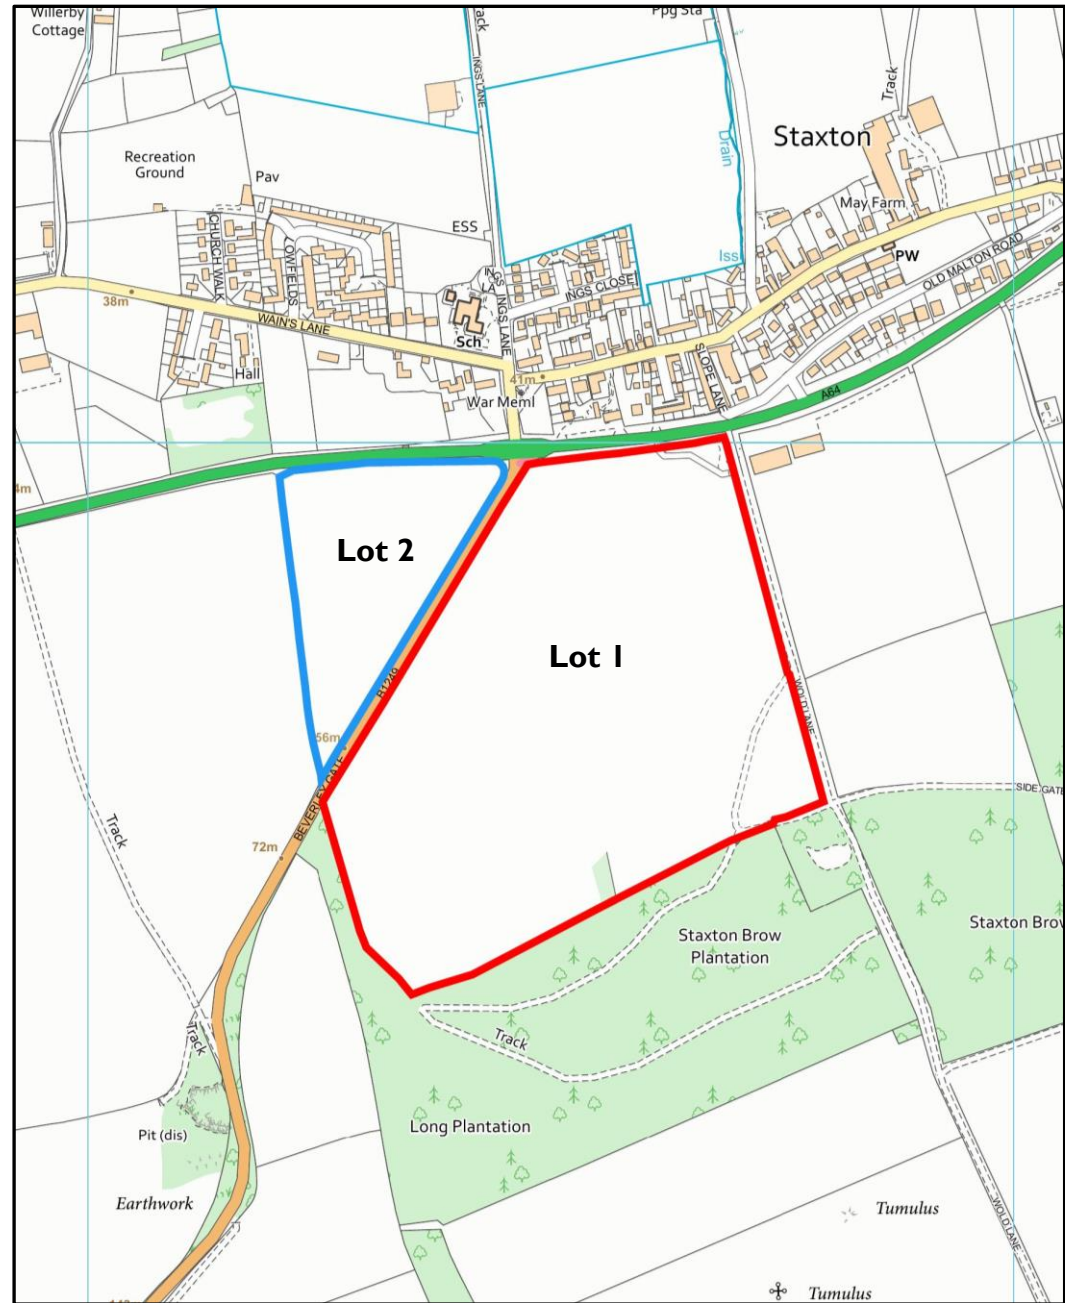 Willerby
Cottage
Track
INGS LANE
Ppg Sta
Track
Drain
Staxton
Recreation
Ground
Pav
ESS
May Farm
CHURCH WALK
LOWFIELDS
INGS LANE
INGS CLOSE
Iss
PW
OLD MALTON ROAD
38m
WAIN'S LANE
Sch
SLOPE LANE
Hall
41m
War Meml
A64
4m
Lot 2
Lot 1
B1249
WOLD LANE
56m
BEVERLEY GATE
SIDE GATE
Track
72m
Staxton Brow
Plantation
Staxton Brow
Track
Track
Pit (dis)
Long Plantation
Earthwork
Tumulus
WOLD LANE
Tumulus